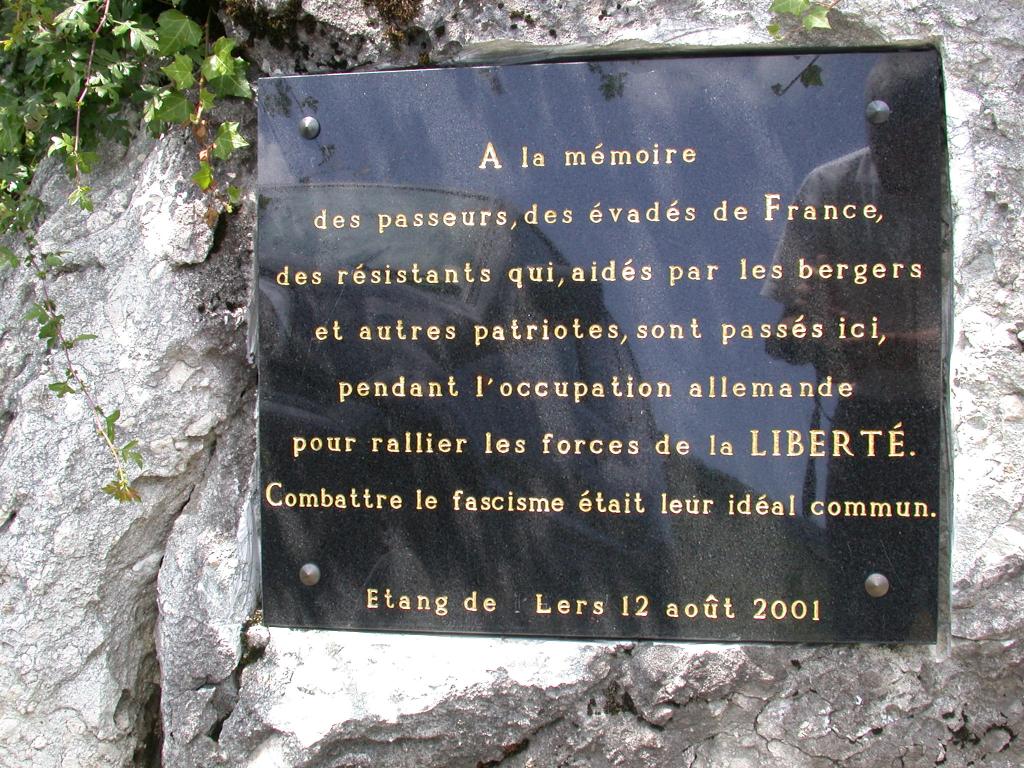 A la mémoire
des passeurs, des évadés de France,
des résistants qui, aidés par les bergers
et autres patriotes, sont passés ici,
pendant l'occupation allemande
pour rallier les forces de la LIBERTÉ.
Combattre le fascisme était leur idéal commun.
Etang de Lers 12 août 2001